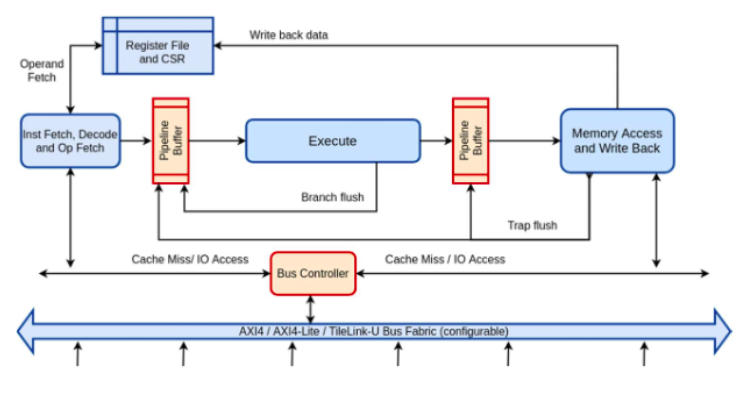 Write back data
Register File
and CSR
Operand
Fetch
Inst Fetch, Decode
and Op Fetch
Pipeline
Buffer
Execute
Pipeline
Buffer
Memory Access
and Write Back
Branch flush
Trap flush
Cache Miss/ IO Access
Bus Controller
Cache Miss / IO Access
AXI4 / AXI4-Lite / TileLink-U Bus Fabric (configurable)